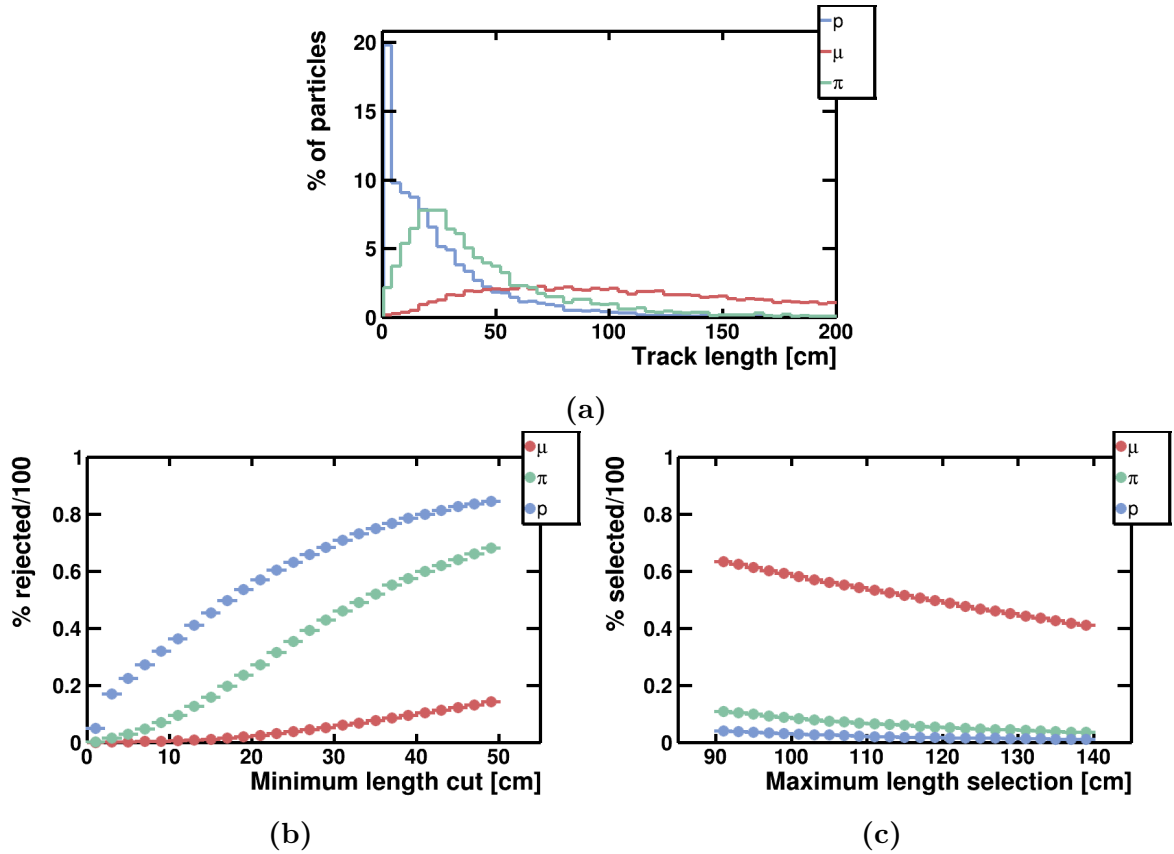 % of particles
20
15
10
5
0
0 50 100 150 200
Track length [cm]
p
μ
π
(a)
% rejected/100
1
0.8
0.6
0.4
0.2
0
0 10 20 30 40 50
Minimum length cut [cm]
μ
π
p
(b)
% selected/100
1
0.8
0.6
0.4
0.2
0
90 100 110 120 130 140
Maximum length selection [cm]
μ
π
p
(c)